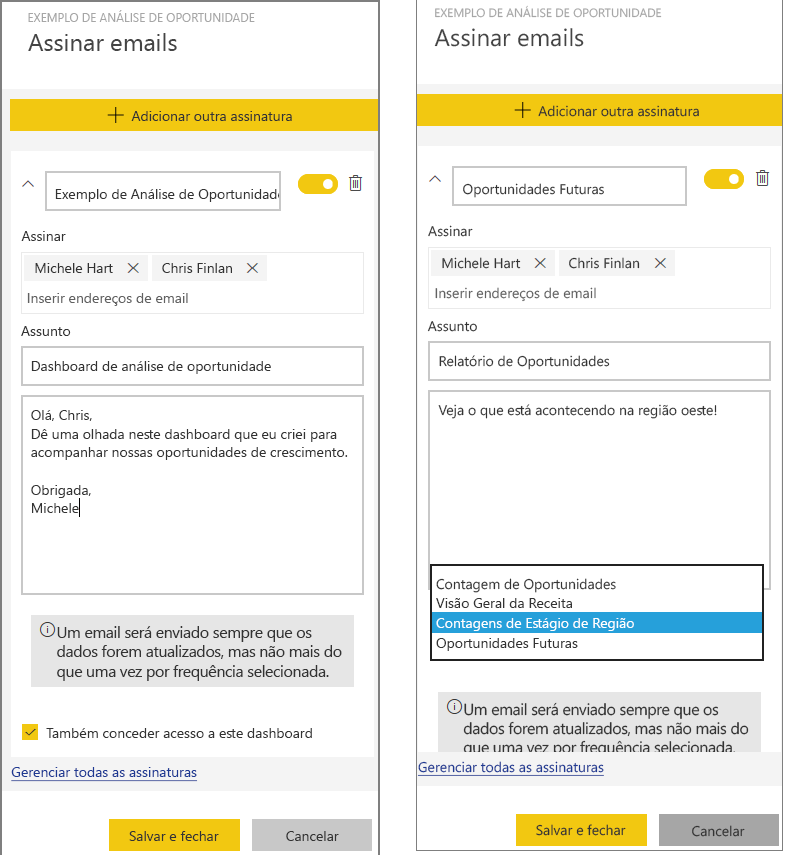 EXEMPLO DE ANÁLISE DE OPORTUNIDADE
Assinar emails
Adicionar outra assinatura
Exemplo de Análise de Oportunidade
Assinar
Michele Hart
Chris Finlan
Inserir endereços de email
Assunto
Dashboard de análise de oportunidade
Olá, Chris,
Dê uma olhada neste dashboard que eu criei para
acompanhar nossas oportunidades de crescimento.
Obrigada,
Michele
Um email será enviado sempre que os
dados forem atualizados, mas não mais do
que uma vez por frequência selecionada.
Também conceder acesso a este dashboard
Gerenciar todas as assinaturas
Salvar e fechar
Cancelar
EXEMPLO DE ANÁLISE DE OPORTUNIDADE
Assinar emails
Adicionar outra assinatura
Oportunidades Futuras
Assinar
Michele Hart
Chris Finlan
Inserir endereços de email
Assunto
Relatório de Oportunidades
Veja o que está acontecendo na região oeste!
Contagem de Oportunidades
Visão Geral da Receita
Contagens de Estágio de Região
Oportunidades Futuras
Um email será enviado sempre que os
dados forem atualizados, mas não mais do
que uma vez por frequência selecionada.
Gerenciar todas as assinaturas
Salvar e fechar
Cancelar